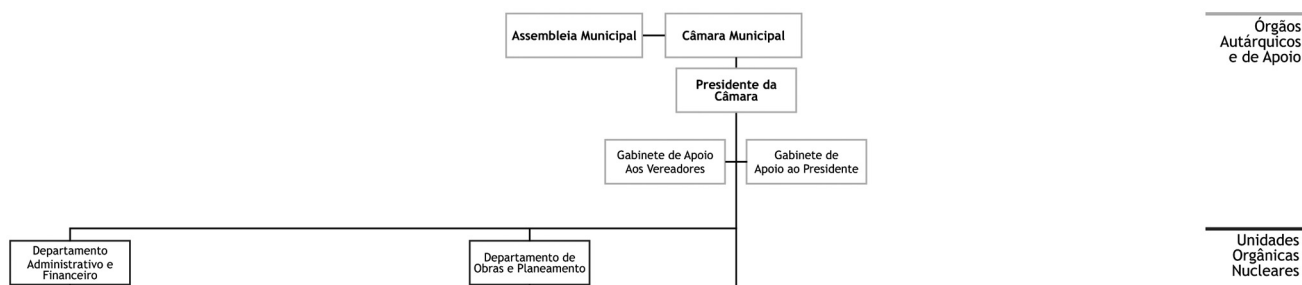 Assembleia Municipal
Câmara Municipal
Órgãos
Autárquicos
e de Apoio
Presidente da
Câmara
Gabinete de Apoio
Aos Vereadores
Gabinete de
Apoio ao Presidente
Departamento
Administrativo e
Financeiro
Departamento de
Obras e Planeamento
Unidades
Orgânicas
Nucleares